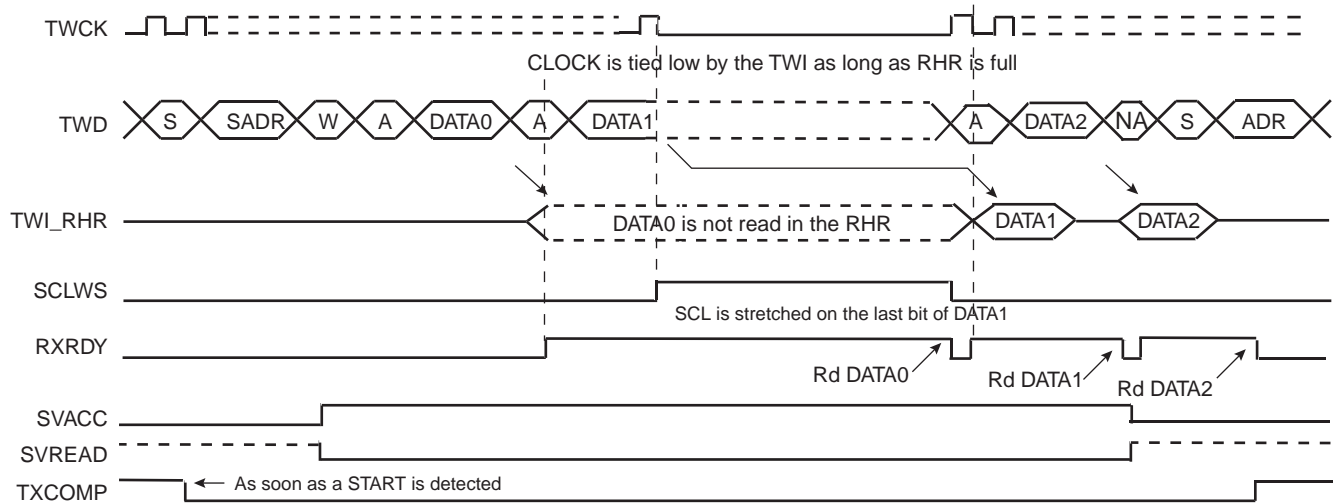 TWCK
CLOCK is tied low by the TWI as long as RHR is full
TWD S SADR W A DATA0 A DATA1 A DATA2 NA S ADR
TWI_RHR DATA0 is not read in the RHR DATA1 DATA2
SCLWS
SCL is stretched on the last bit of DATA1
RXRDY
Rd DATA0 Rd DATA1 Rd DATA2
SVACC
SVREAD
TXCOMP As soon as a START is detected